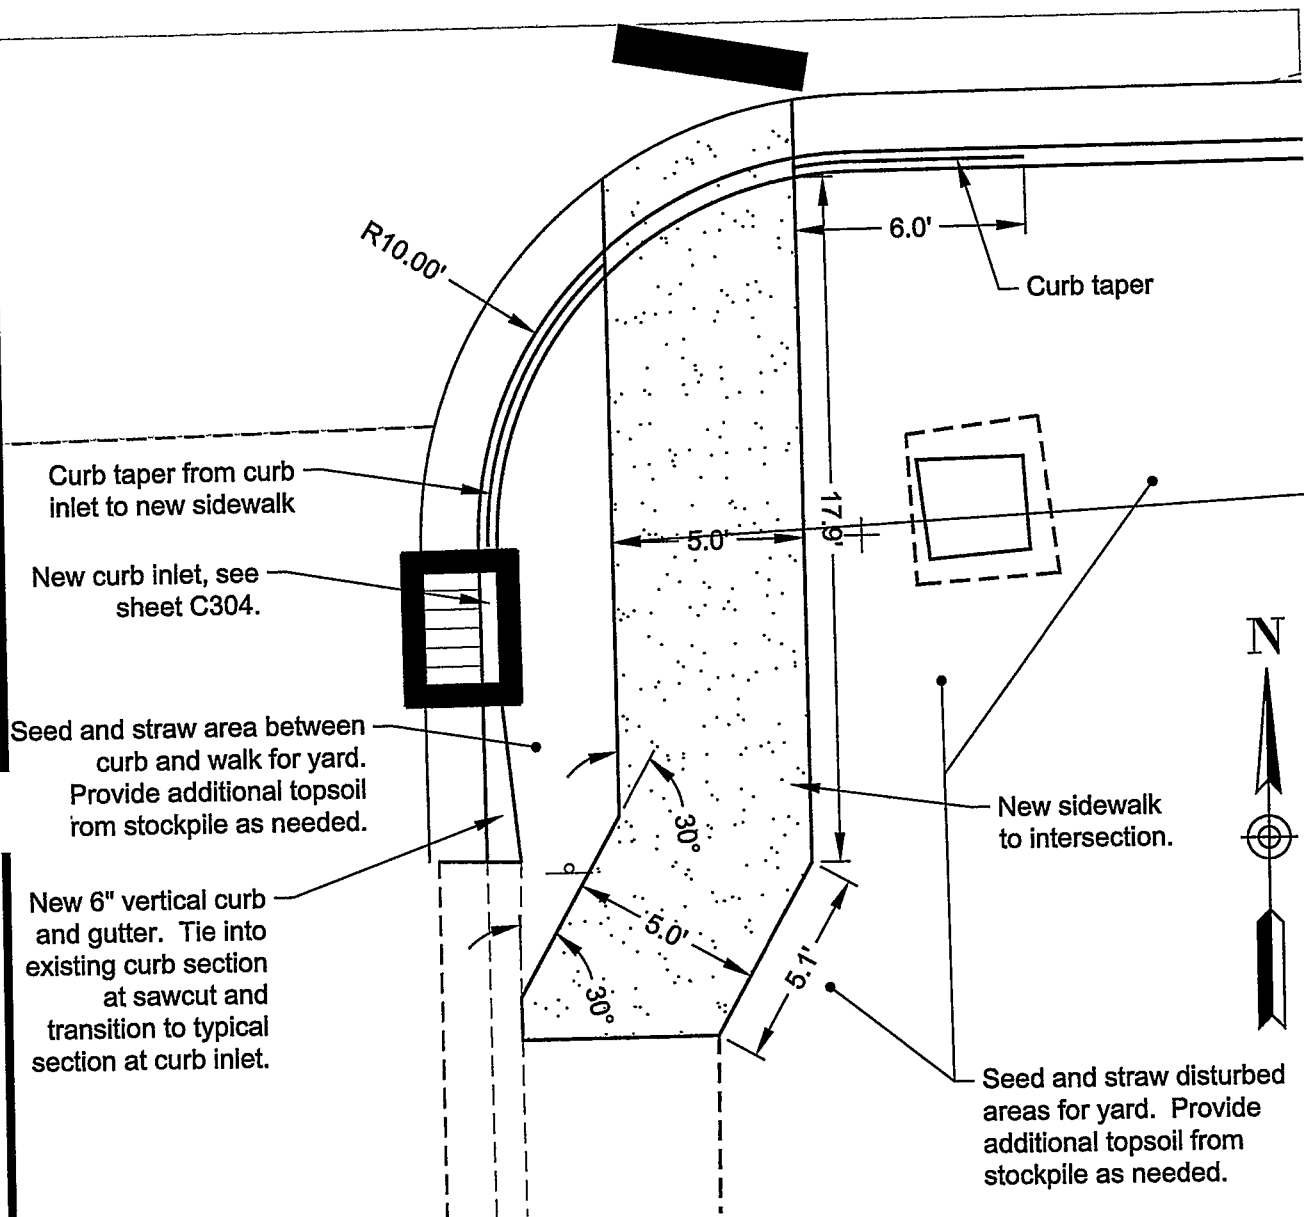 R10.00'
6.0'
Curb taper
Curb taper from curb
inlet to new sidewalk
17.9'
5.0'
New curb inlet, see
sheet C304.
N
Seed and straw area between
curb and walk for yard.
Provide additional topsoil
rom stockpile as needed.
30°
New sidewalk
to intersection.
New 6" vertical curb
and gutter. Tie into
existing curb section
at sawcut and
transition to typical
section at curb inlet.
5.0'
5.1'
30°
Seed and straw disturbed
areas for yard. Provide
additional topsoil from
stockpile as needed.